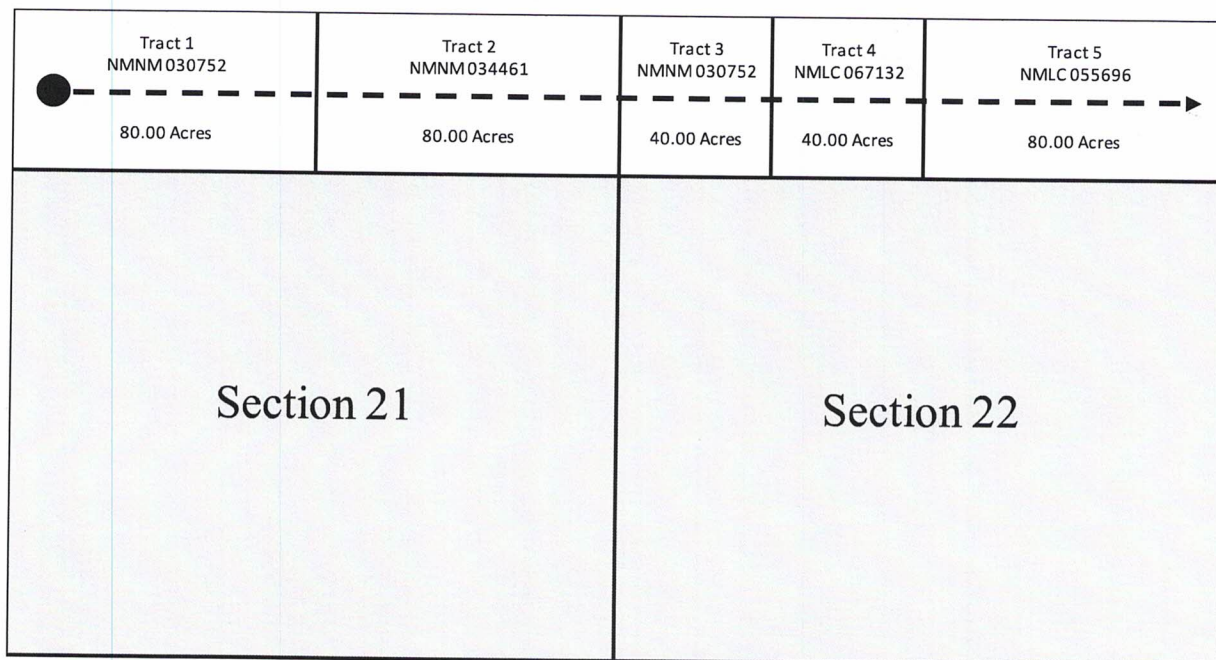 Tract 1
NMNM 030752
80.00 Acres
Tract 2
NMNM 034461
80.00 Acres
Tract 3
NMNM 030752
40.00 Acres
Tract 4
NMLC 067132
40.00 Acres
Tract 5
NMLC 055696
80.00 Acres
Section 21
Section 22